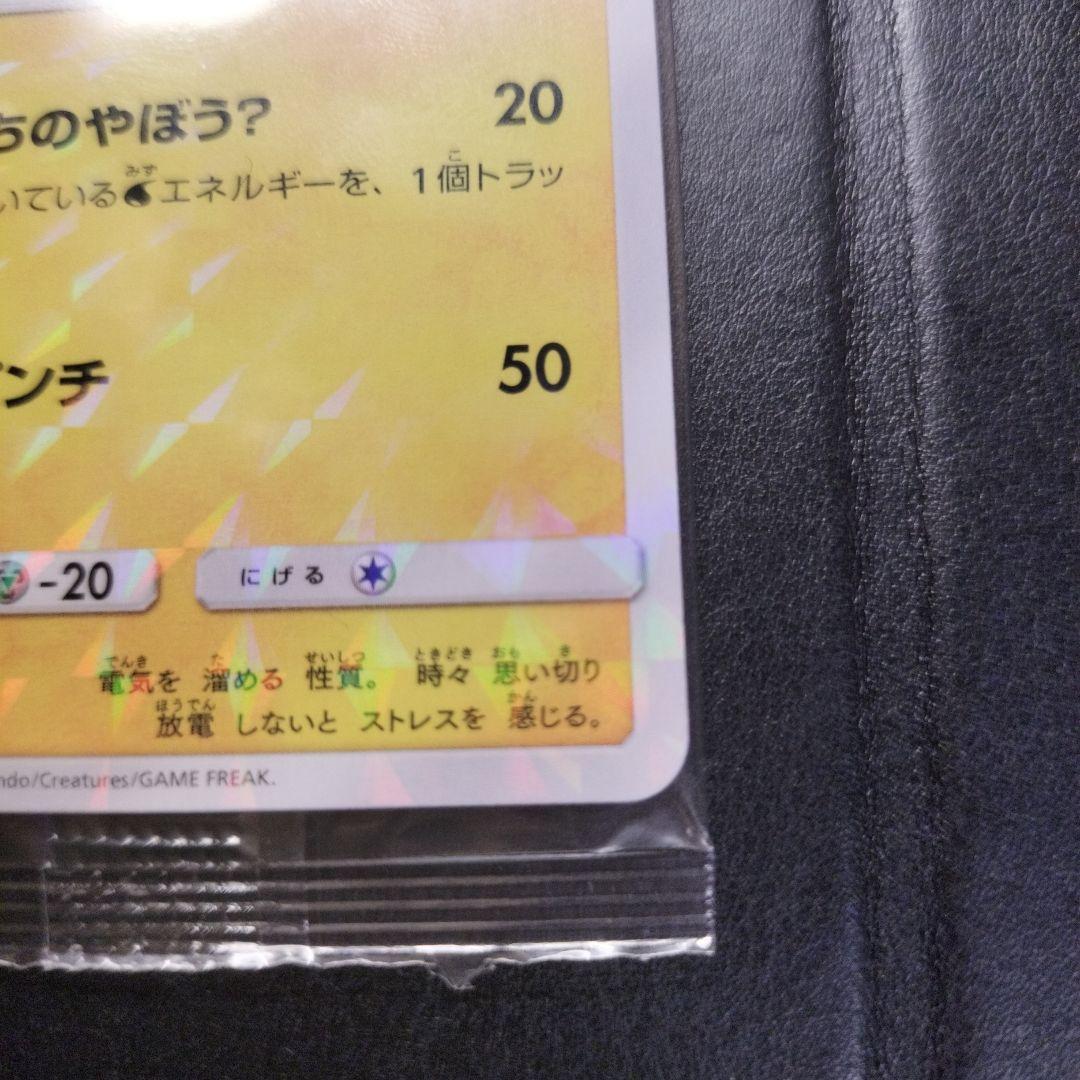 ちのやぼう? 20
いているエネルギーを、1個トラッ
ンチ 50
-20 にげる
電気を 溜める 性質。 時々 思い切り
放電 しないと ストレスを 感じる。
ndo/Creatures/GAME FREAK.